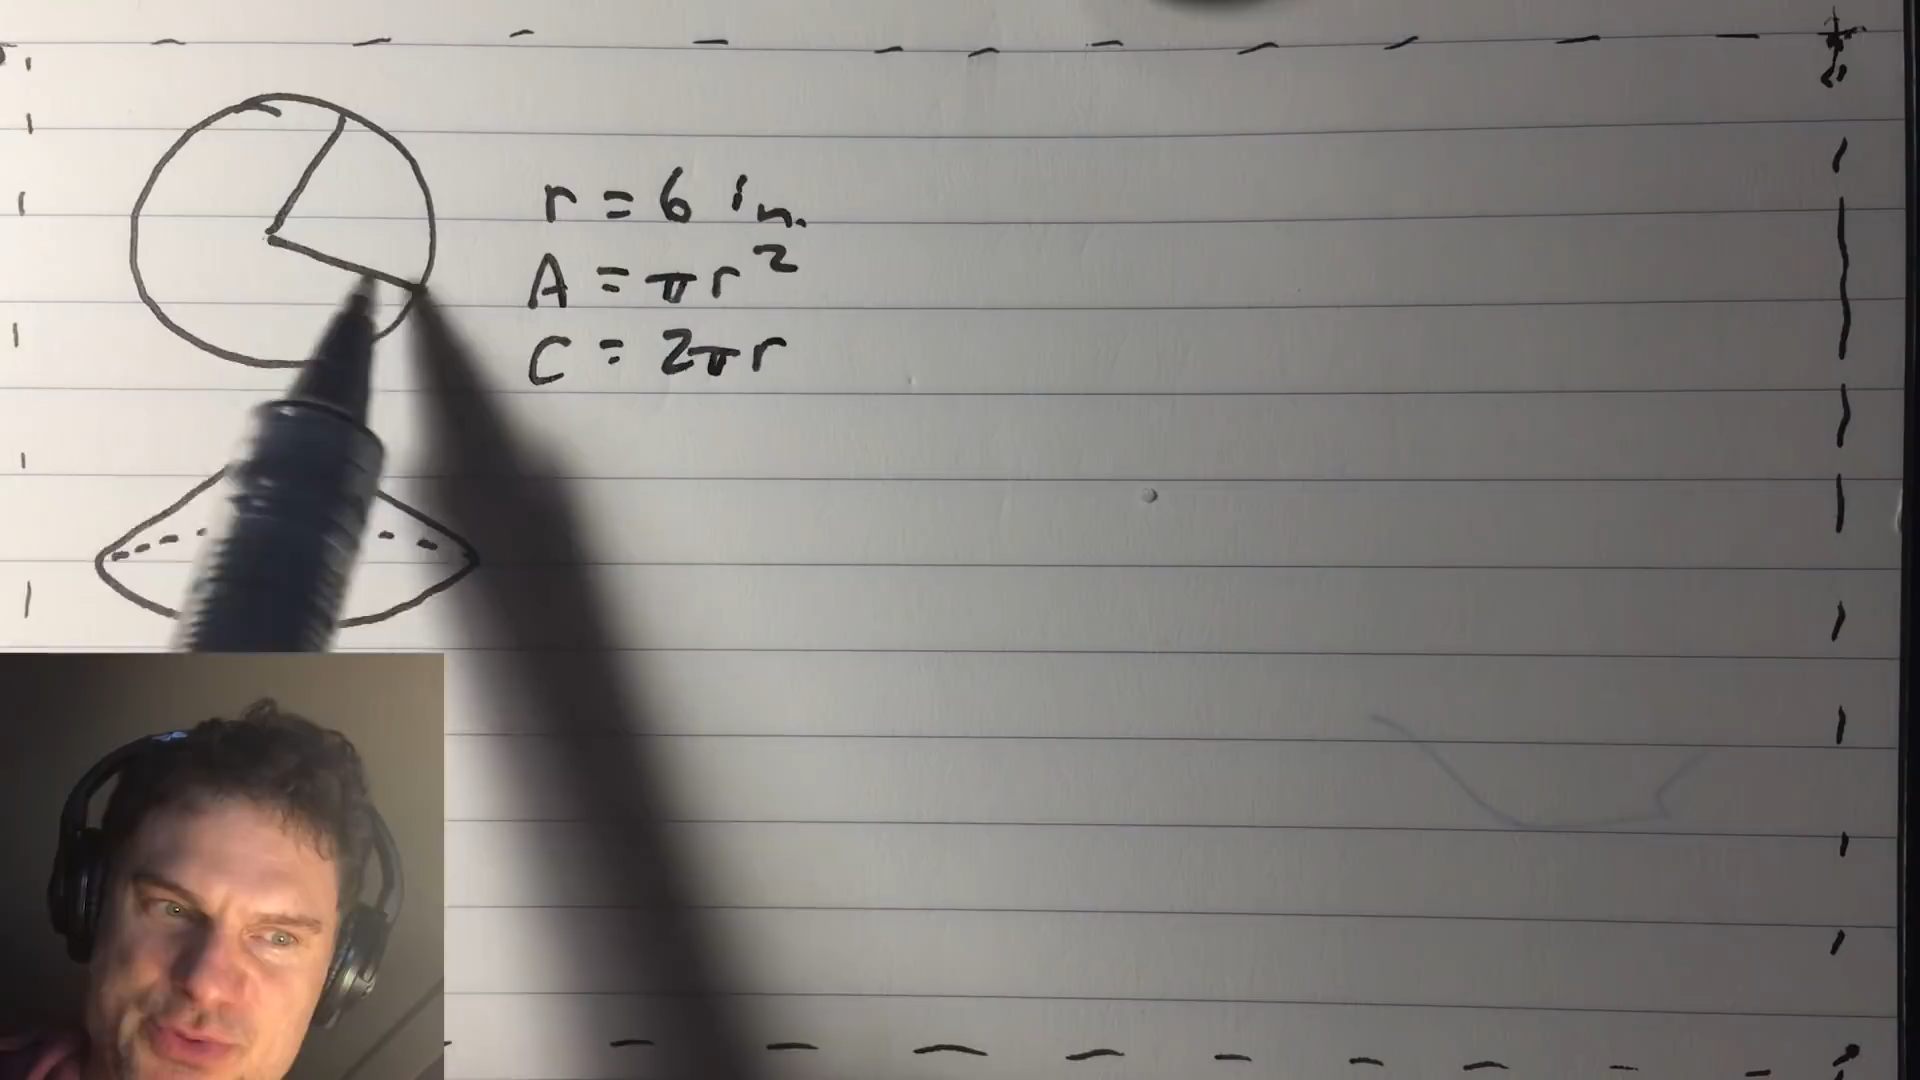 r = 6 in.
A = πr²
C = 2πr